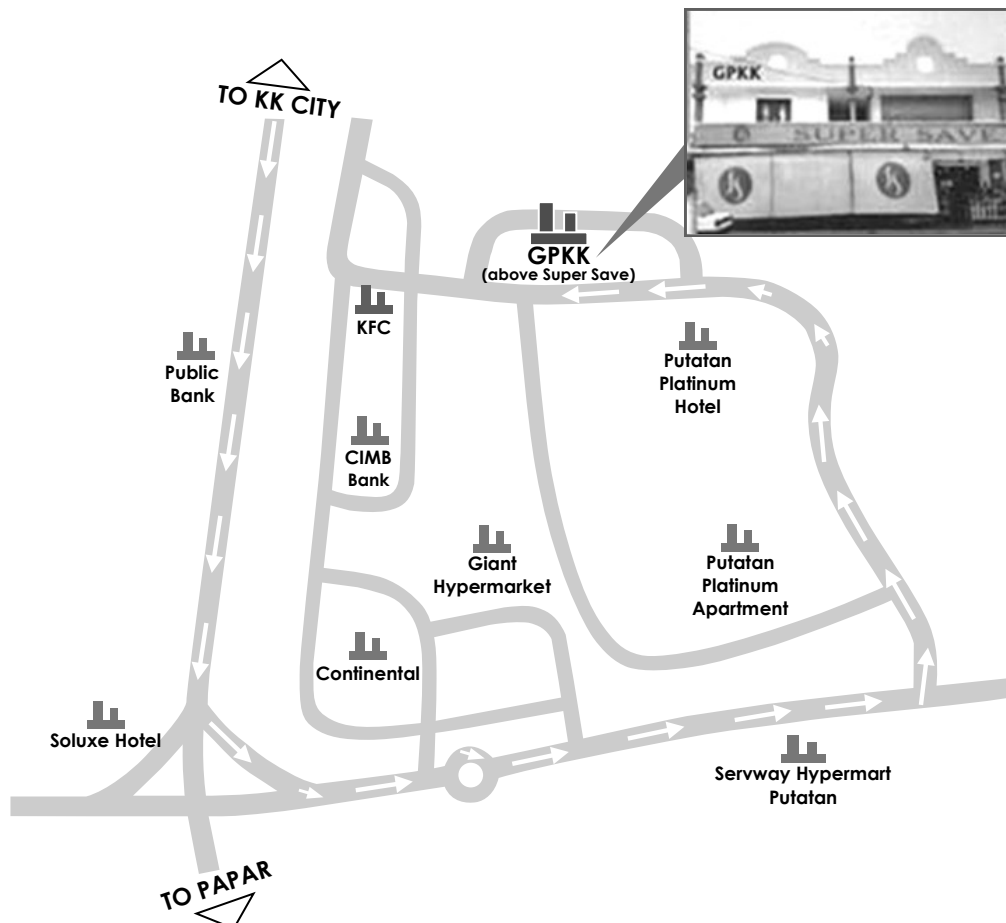 GPKK
SUPER SAVE
TO KK CITY
GPKK
(above Super Save)
KFC
Public
Bank
Putatan
Platinum
Hotel
CIMB
Bank
Giant
Hypermarket
Putatan
Platinum
Apartment
Continental
Soluxe Hotel
Servway Hypermart
Putatan
TO PAPAR